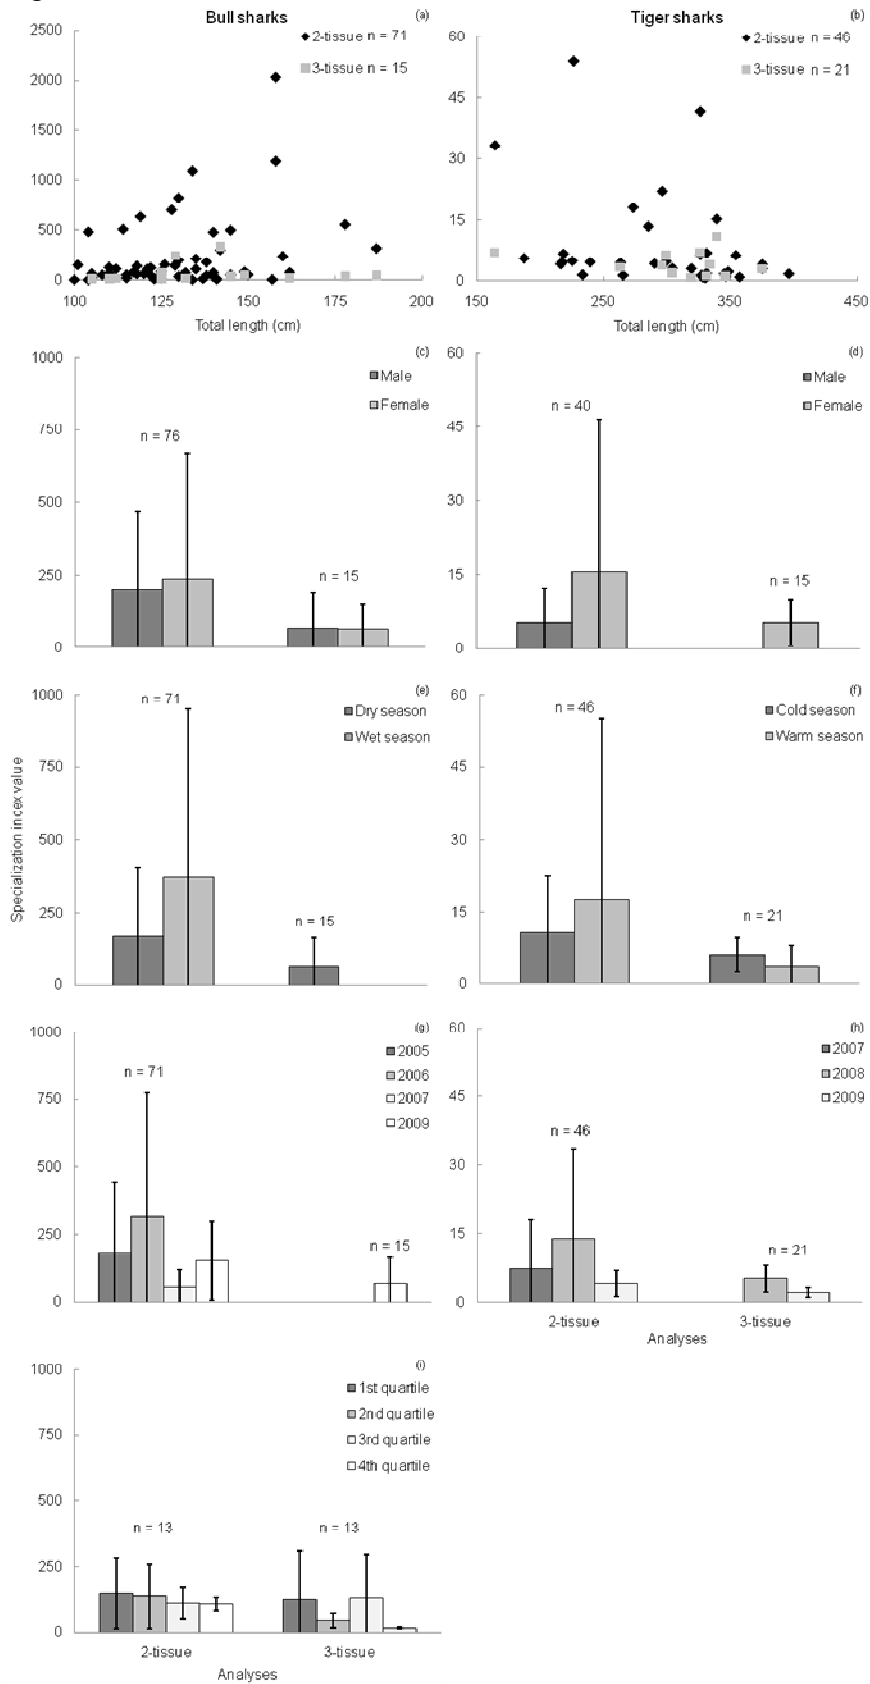 Bull sharks
(a)
2-tissue n = 71
3-tissue n = 15
2500
2000
1500
1000
500
0
100
125
150
175
200
Total length (cm)
Tiger sharks
(b)
2-tissue n = 46
3-tissue n = 21
60
45
30
15
0
150
250
350
450
Total length (cm)
(c)
Male
Female
1000
750
500
250
0
n = 76
n = 15
(d)
Male
Female
60
45
30
15
0
n = 40
n = 15
Specialization index value
(e)
Dry season
Wet season
1000
750
500
250
0
n = 71
n = 15
(f)
Cold season
Warm season
60
45
30
15
0
n = 46
n = 21
(g)
2005
2006
2007
2009
1000
750
500
250
0
n = 71
n = 15
(h)
2007
2008
2009
60
45
30
15
0
n = 46
n = 21
2-tissue
3-tissue
Analyses
(i)
1st quartile
2nd quartile
3rd quartile
4th quartile
1000
750
500
250
0
n = 13
n = 13
2-tissue
3-tissue
Analyses